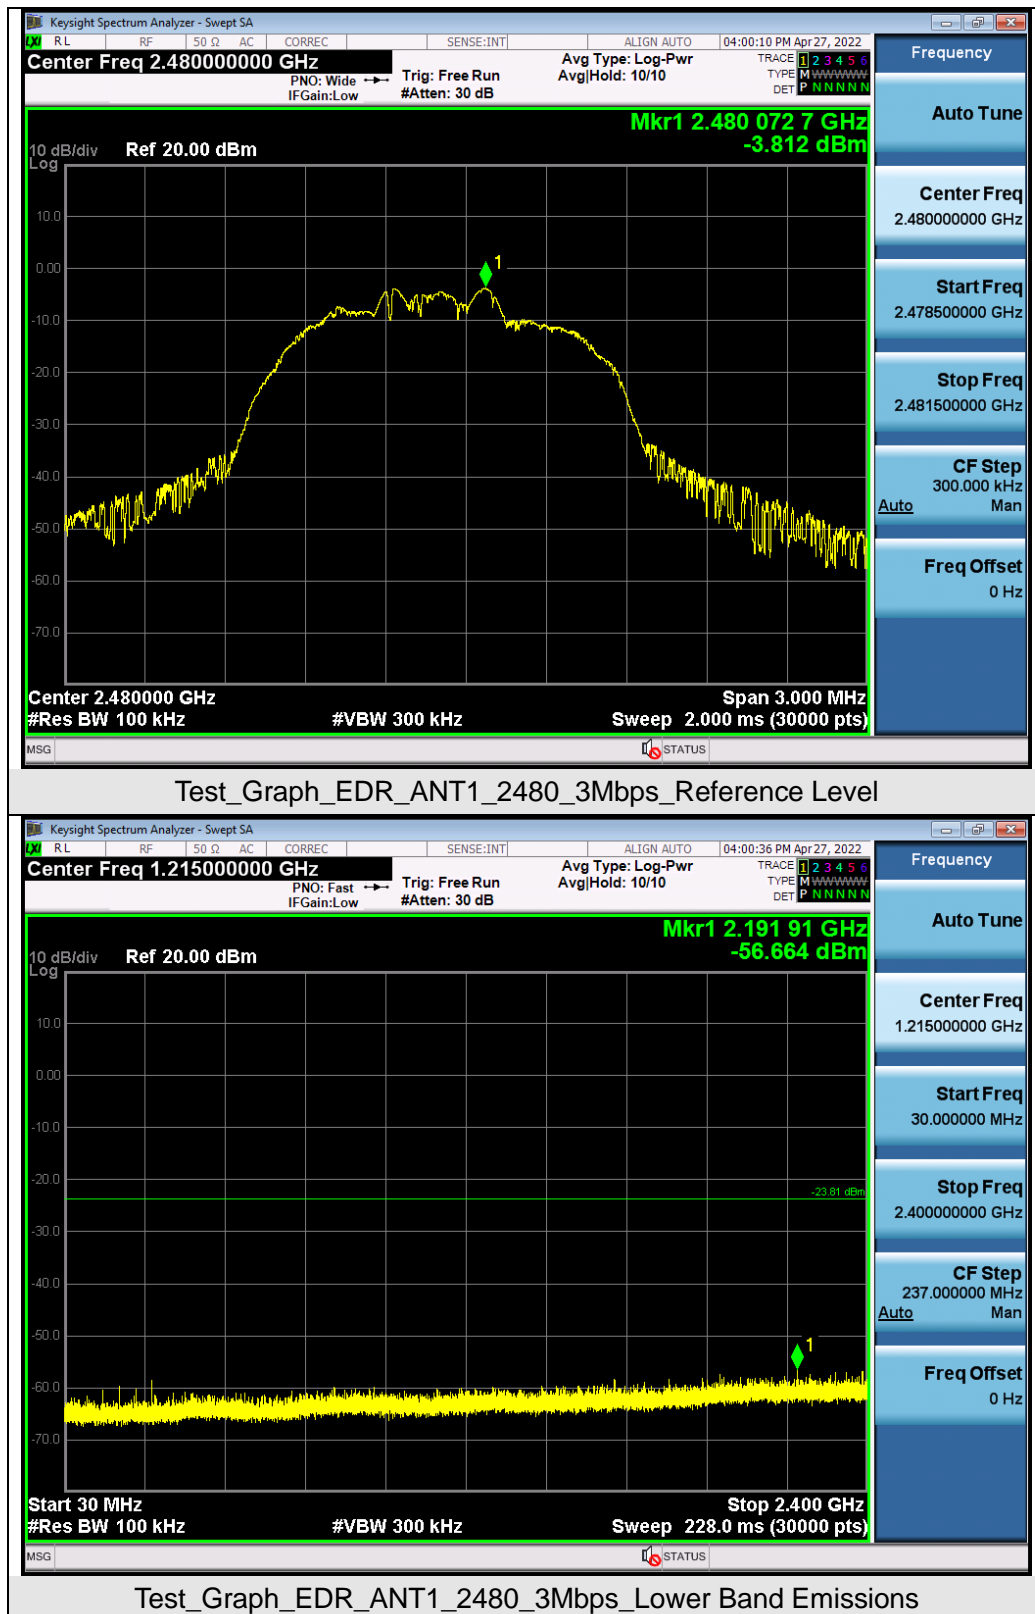 Keysight Spectrum Analyzer - Swept SA
LXI RL RF 50 Ω AC CORREC SENSE:INT ALIGN AUTO 04:00:10 PM Apr 27, 2022
Center Freq 2.480000000 GHz
PNO: Wide
IFGain:Low
Trig: Free Run
#Atten: 30 dB
Avg Type: Log-Pwr
Avg|Hold: 10/10
TRACE 1 2 3 4 5 6
TYPE M WWWWW
DET P N N N N N
Mkr1 2.480 072 7 GHz
-3.812 dBm
10 dB/div Ref 20.00 dBm
Log
10.0
0.00
-10.0
-20.0
-30.0
-40.0
-50.0
-60.0
-70.0
1
Center 2.480000 GHz Span 3.000 MHz
#Res BW 100 kHz #VBW 300 kHz Sweep 2.000 ms (30000 pts)
MSG STATUS
Frequency
Auto Tune
Center Freq
2.480000000 GHz
Start Freq
2.478500000 GHz
Stop Freq
2.481500000 GHz
CF Step
300.000 kHz
Auto Man
Freq Offset
0 Hz
Test_Graph_EDR_ANT1_2480_3Mbps_Reference Level
Keysight Spectrum Analyzer - Swept SA
LXI RL RF 50 Ω AC CORREC SENSE:INT ALIGN AUTO 04:00:36 PM Apr 27, 2022
Center Freq 1.215000000 GHz
PNO: Fast
IFGain:Low
Trig: Free Run
#Atten: 30 dB
Avg Type: Log-Pwr
Avg|Hold: 10/10
TRACE 1 2 3 4 5 6
TYPE M WWWWW
DET P N N N N N
Mkr1 2.191 91 GHz
-56.664 dBm
10 dB/div Ref 20.00 dBm
Log
10.0
0.00
-10.0
-20.0
-30.0
-40.0
-50.0
-60.0
-70.0
-23.81 dBm
1
Start 30 MHz Stop 2.400 GHz
#Res BW 100 kHz #VBW 300 kHz Sweep 228.0 ms (30000 pts)
MSG STATUS
Frequency
Auto Tune
Center Freq
1.215000000 GHz
Start Freq
30.000000 MHz
Stop Freq
2.400000000 GHz
CF Step
237.000000 MHz
Auto Man
Freq Offset
0 Hz
Test_Graph_EDR_ANT1_2480_3Mbps_Lower Band Emissions